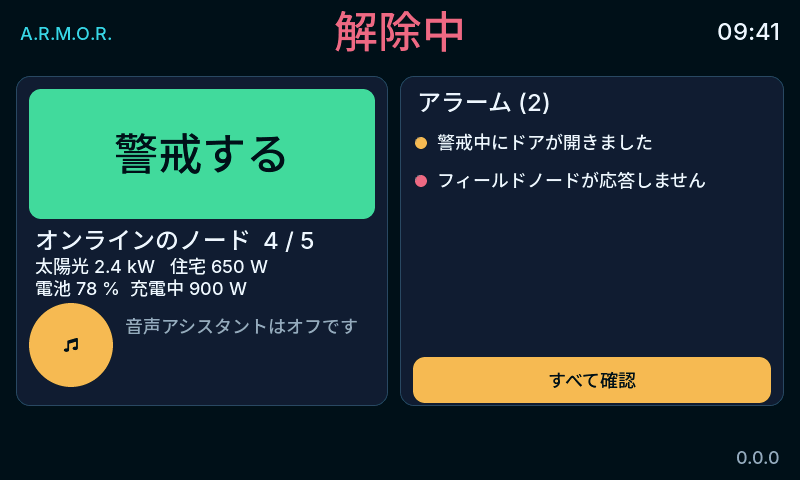 A.R.M.O.R.
解除中
09:41
警戒する
オンラインのノード 4 / 5
太陽光 2.4 kW 住宅 650 W
電池 78 % 充電中 900 W
音声アシスタントはオフです
アラーム (2)
警戒中にドアが開きました
フィールドノードが応答しません
すべて確認
0.0.0